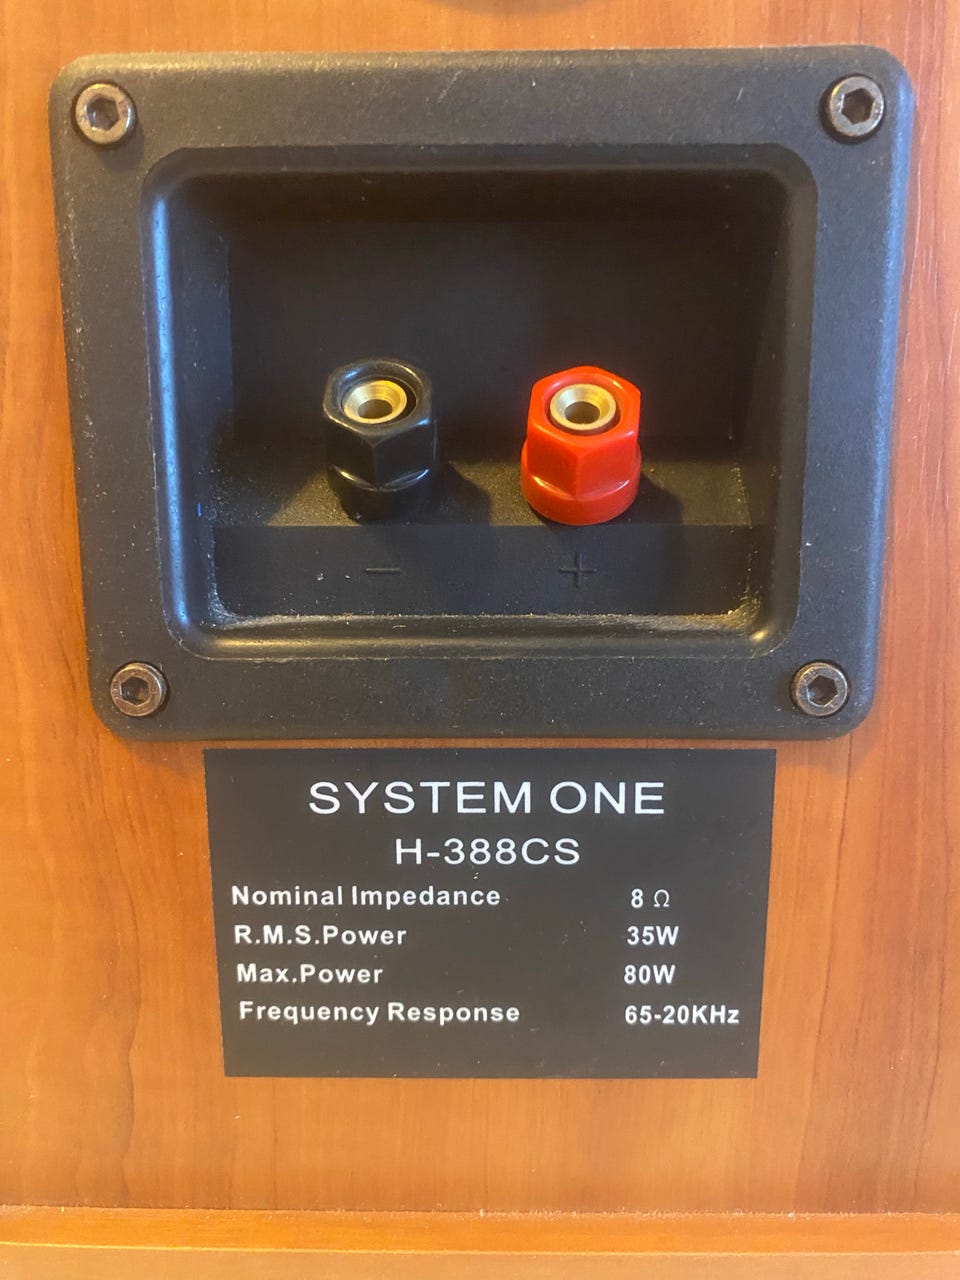 − +
SYSTEM ONE
H-388CS
Nominal Impedance 8 Ω
R.M.S.Power 35W
Max.Power 80W
Frequency Response 65-20KHz